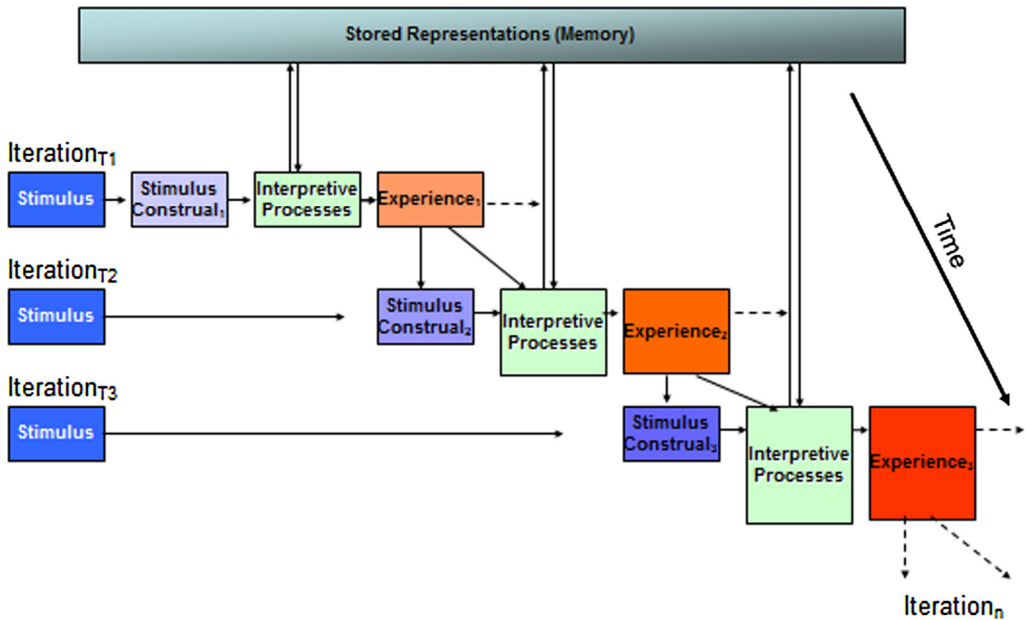 Stored Representations (Memory)
IterationT1
Stimulus
Stimulus
Construal1
Interpretive
Processes
Experience1
Time
IterationT2
Stimulus
Stimulus
Construal2
Interpretive
Processes
Experience2
IterationT3
Stimulus
Stimulus
Construal3
Interpretive
Processes
Experience3
Iterationn